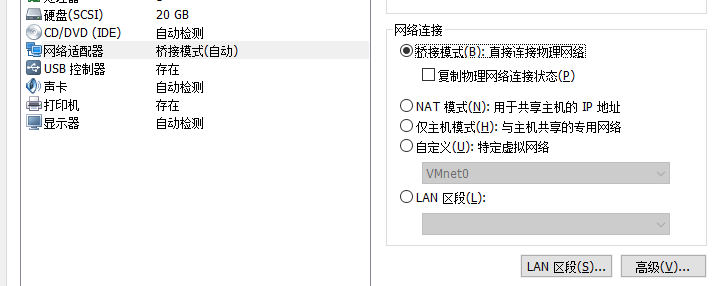 硬盘(SCSI) 20 GB
CD/DVD (IDE) 自动检测
网络适配器 桥接模式(自动)
USB 控制器 存在
声卡 自动检测
打印机 存在
显示器 自动检测
网络连接
桥接模式(B): 直接连接物理网络
复制物理网络连接状态(P)
NAT 模式(N): 用于共享主机的 IP 地址
仅主机模式(H): 与主机共享的专用网络
自定义(U): 特定虚拟网络
VMnet0
LAN 区段(L):
LAN 区段(S)... 高级(V)...